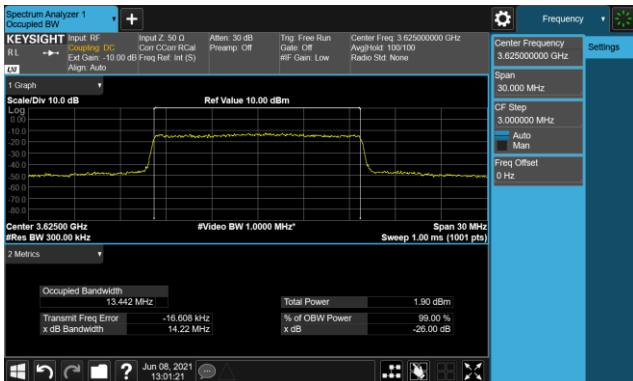 Spectrum Analyzer 1
Occupied BW
+
Frequency
KEYSIGHT
RL
LXI
Input: RF
Coupling: DC
Ext Gain: -10.00 dB
Align: Auto
Input Z: 50 Ω
Corr CCorr RCal
Freq Ref: Int (S)
Atten: 30 dB
Preamp: Off
Trig: Free Run
Gate: Off
#IF Gain: Low
Center Freq: 3.625000000 GHz
Avg|Hold: 100/100
Radio Std: None
Center Frequency
3.625000000 GHz
Settings
Span
30.000 MHz
CF Step
3.000000 MHz
Auto
Man
Freq Offset
0 Hz
1 Graph
Scale/Div 10.0 dB
Ref Value 10.00 dBm
Log
0.00
-10.0
-20.0
-30.0
-40.0
-50.0
-60.0
-70.0
-80.0
Center 3.62500 GHz
#Video BW 1.0000 MHz*
Span 30 MHz
#Res BW 300.00 kHz
Sweep 1.00 ms (1001 pts)
2 Metrics
Occupied Bandwidth
13.442 MHz
Total Power 1.90 dBm
Transmit Freq Error -16.608 kHz
% of OBW Power 99.00 %
x dB Bandwidth 14.22 MHz
x dB -26.00 dB
?
Jun 08, 2021
13:01:21